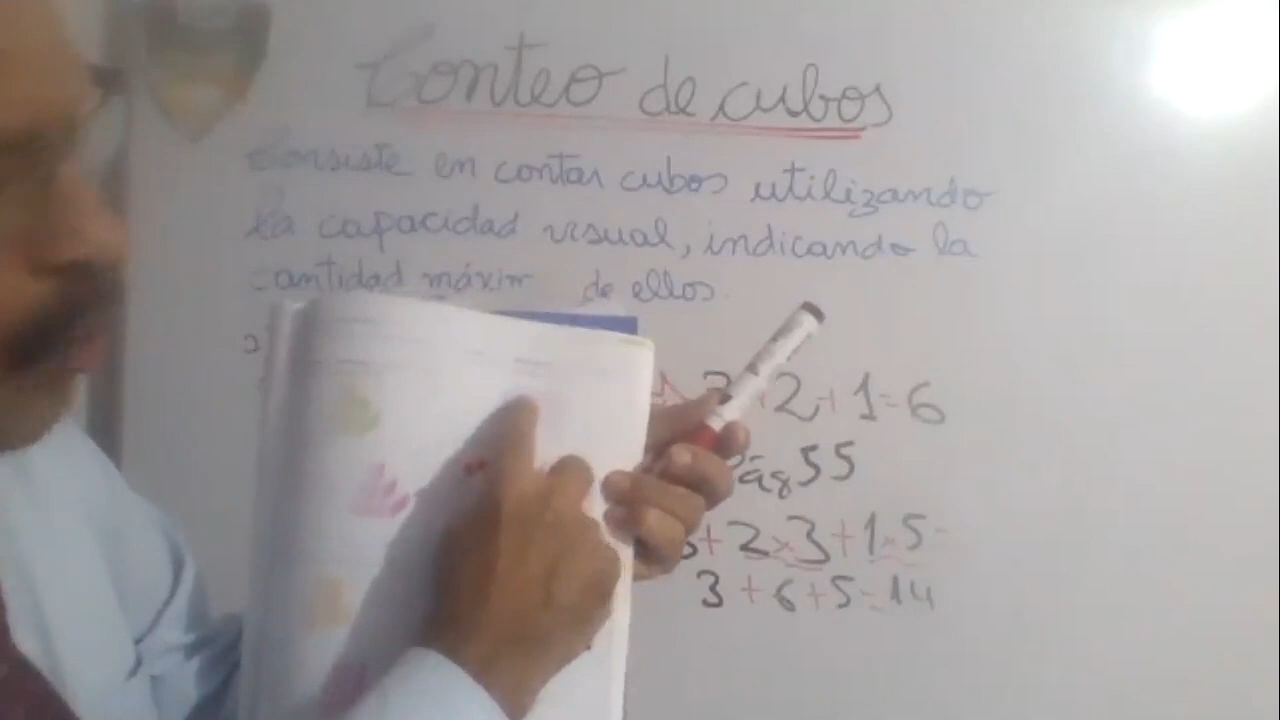 Conteo de cubos
Consiste en contar cubos utilizando
la capacidad visual, indicando la
cantidad de ellos.
2+1=6
Pág 55
+2×3+1×5=
3+6+5=14